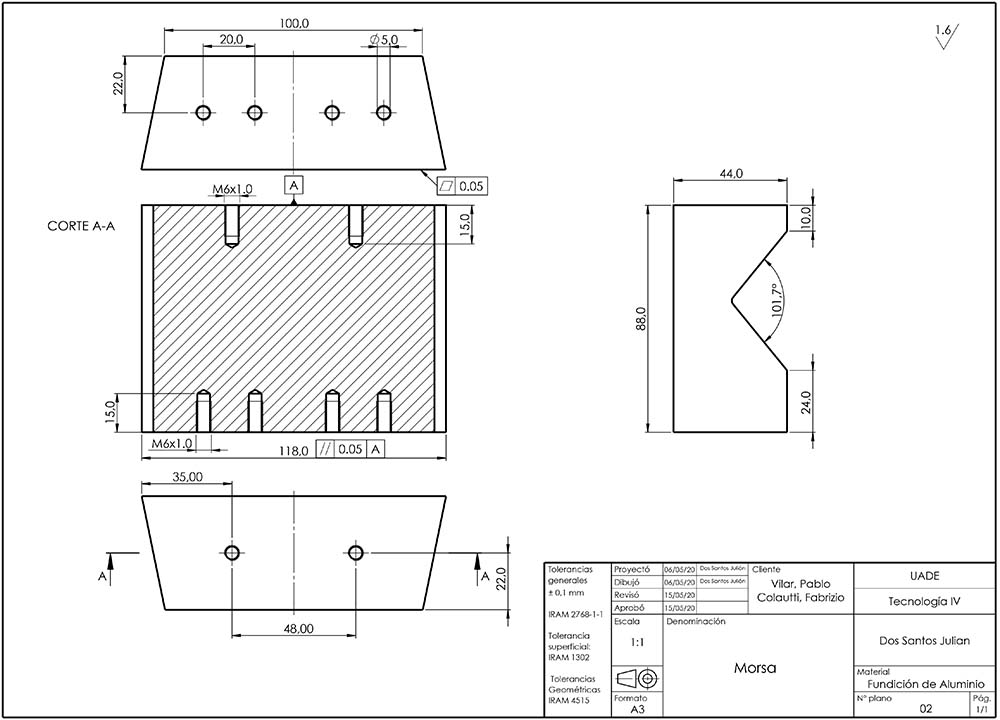 100,0
20,0
∅5,0
22,0
1.6
0.05
A
M6x1.0
CORTE A-A
15,0
44,0
10,0
101,7°
88,0
24,0
15,0
M6x1.0
118,0
// 0.05 A
35,00
A
A
22,0
48,00
Tolerancias
generales
± 0,1 mm
IRAM 2768-1-1
Tolerancia
superficial:
IRAM 1302
Tolerancias
Geométricas
IRAM 4515
Proyectó 06/05/20 Dos Santos Julián
Dibujó 06/05/20 Dos Santos Julián
Revisó 15/05/20
Aprobó 15/05/20
Escala
1:1
Formato
A3
Cliente
Vilar, Pablo
Colautti, Fabrizio
Denominación
Morsa
UADE
Tecnología IV
Dos Santos Julian
Material
Fundición de Aluminio
Nº plano
02
Pág.
1/1